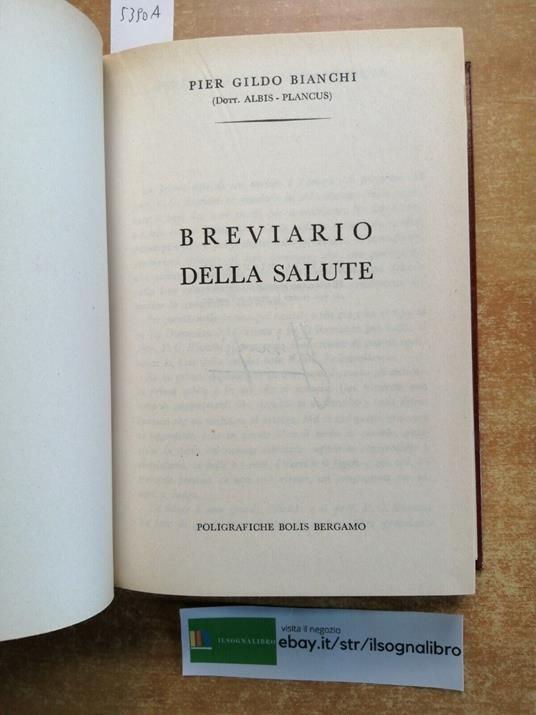 5390A
PIER GILDO BIANCHI
(DOTT. ALBIS - PLANCUS)
BREVIARIO
DELLA SALUTE
POLIGRAFICHE BOLIS BERGAMO
visita il negozio
ILSOGNALIBRO
ebay.it/str/ilsognalibro